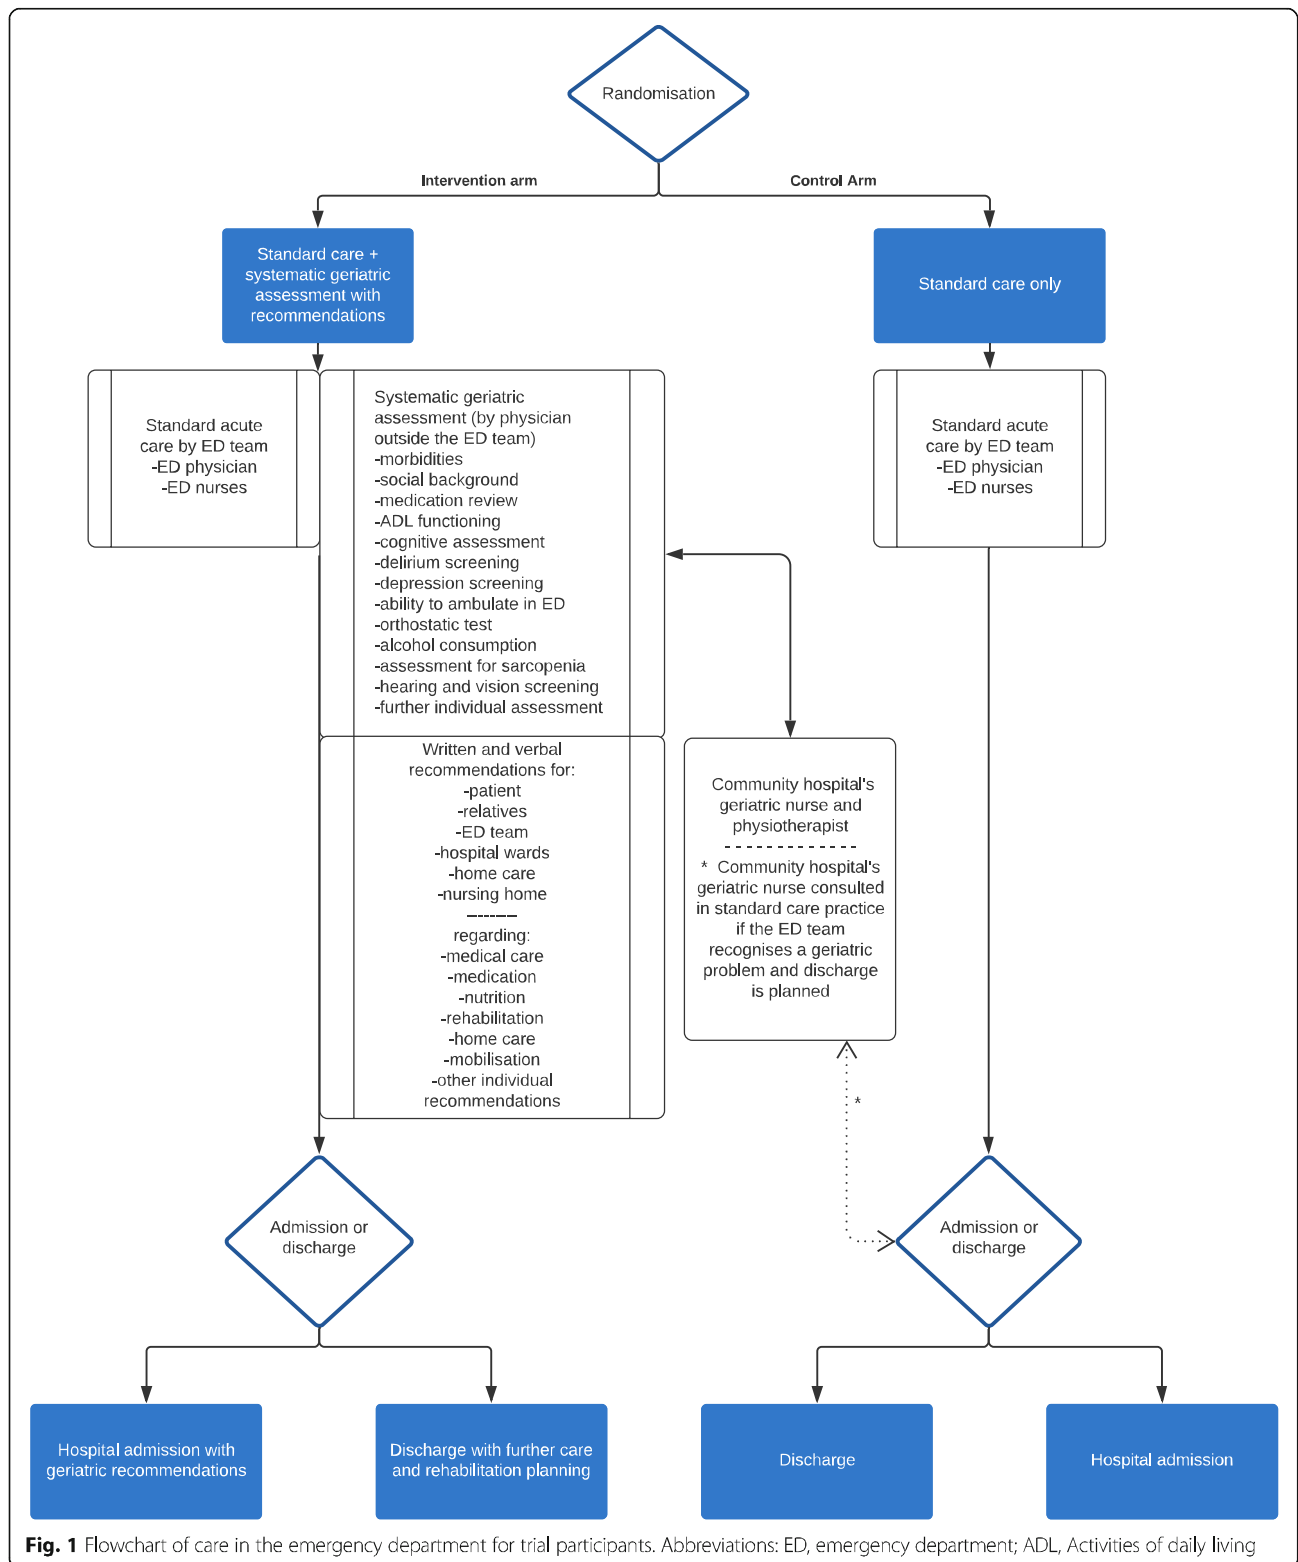 Randomisation
Intervention arm
Control Arm
Standard care +
systematic geriatric
assessment with
recommendations
Standard care only
Standard acute
care by ED team
-ED physician
-ED nurses
Systematic geriatric
assessment (by physician
outside the ED team)
-morbidities
-social background
-medication review
-ADL functioning
-cognitive assessment
-delirium screening
-depression screening
-ability to ambulate in ED
-orthostatic test
-alcohol consumption
-assessment for sarcopenia
-hearing and vision screening
-further individual assessment
Standard acute
care by ED team
-ED physician
-ED nurses
Written and verbal
recommendations for:
-patient
-relatives
-ED team
-hospital wards
-home care
-nursing home
-------
regarding:
-medical care
-medication
-nutrition
-rehabilitation
-home care
-mobilisation
-other individual
recommendations
Community hospital's
geriatric nurse and
physiotherapist
- - - - - - - - - - - - -
* Community hospital's
geriatric nurse consulted
in standard care practice
if the ED team
recognises a geriatric
problem and discharge
is planned
*
Admission or
discharge
Admission or
discharge
Hospital admission with
geriatric recommendations
Discharge with further care
and rehabilitation planning
Discharge
Hospital admission
Fig. 1 Flowchart of care in the emergency department for trial participants. Abbreviations: ED, emergency department; ADL, Activities of daily living